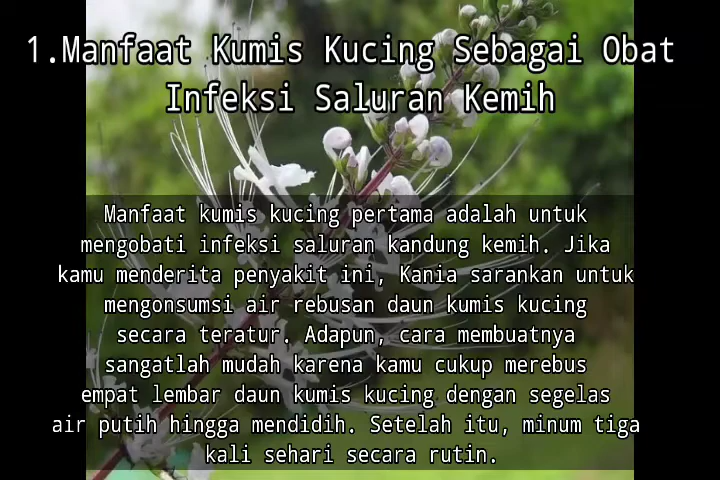 1.Manfaat Kumis Kucing Sebagai Obat
Infeksi Saluran Kemih
Manfaat kumis kucing pertama adalah untuk
mengobati infeksi saluran kandung kemih. Jika
kamu menderita penyakit ini, Kania sarankan untuk
mengonsumsi air rebusan daun kumis kucing
secara teratur. Adapun, cara membuatnya
sangatlah mudah karena kamu cukup merebus
empat lembar daun kumis kucing dengan segelas
air putih hingga mendidih. Setelah itu, minum tiga
kali sehari secara rutin.